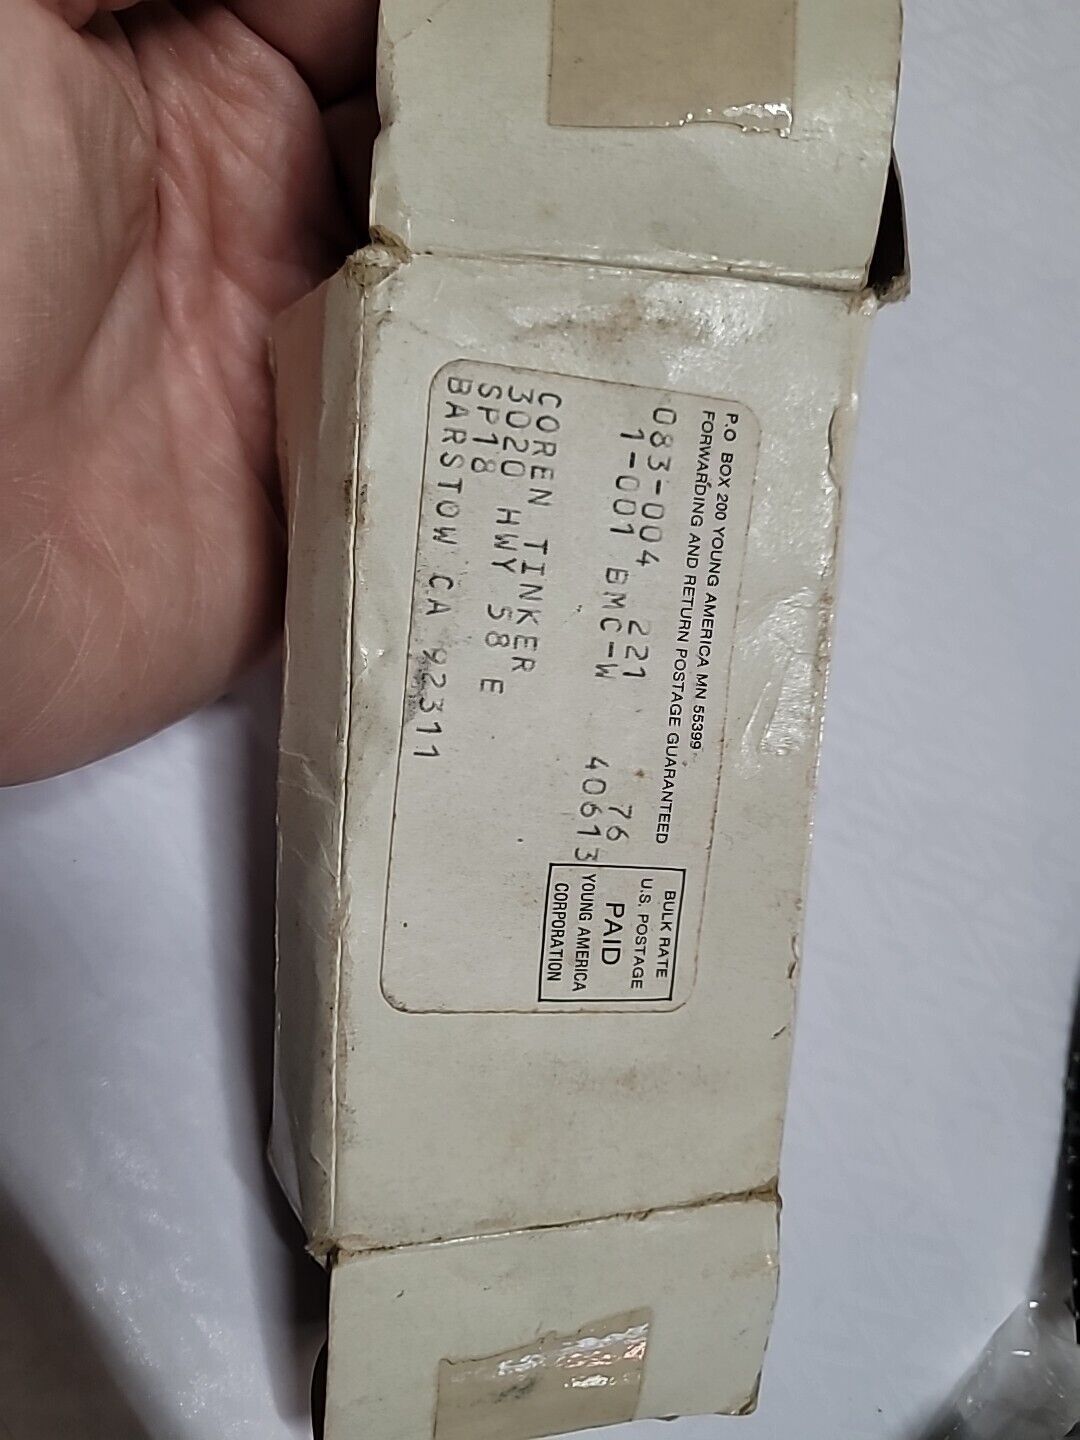 P.O BOX 200 YOUNG AMERICA MN 55399
FORWARDING AND RETURN POSTAGE GUARANTEED
083-004 221 76
1-001 BMC-W 40613
BULK RATE
U.S. POSTAGE
PAID
YOUNG AMERICA
CORPORATION
COREN TINKER
3020 HWY 58 E
SP18
BARSTOW CA 92311